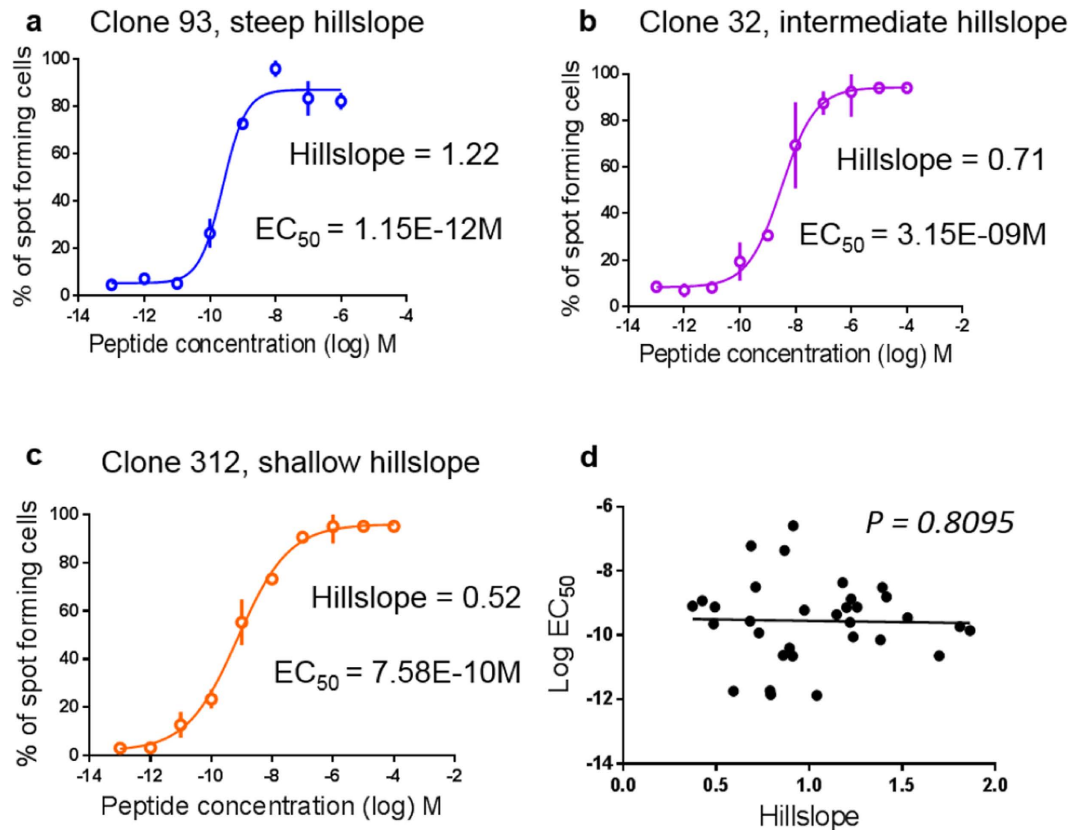 a Clone 93, steep hillslope
% of spot forming cells
100
80
60
40
20
0
Hillslope = 1.22
EC50 = 1.15E-12M
-14 -12 -10 -8 -6 -4
Peptide concentration (log) M
b Clone 32, intermediate hillslope
% of spot forming cells
100
80
60
40
20
0
Hillslope = 0.71
EC50 = 3.15E-09M
-14 -12 -10 -8 -6 -4 -2
Peptide concentration (log) M
c Clone 312, shallow hillslope
% of spot forming cells
100
80
60
40
20
0
Hillslope = 0.52
EC50 = 7.58E-10M
-14 -12 -10 -8 -6 -4 -2
Peptide concentration (log) M
d
P = 0.8095
Log EC50
-6
-8
-10
-12
-14
0.0 0.5 1.0 1.5 2.0
Hillslope